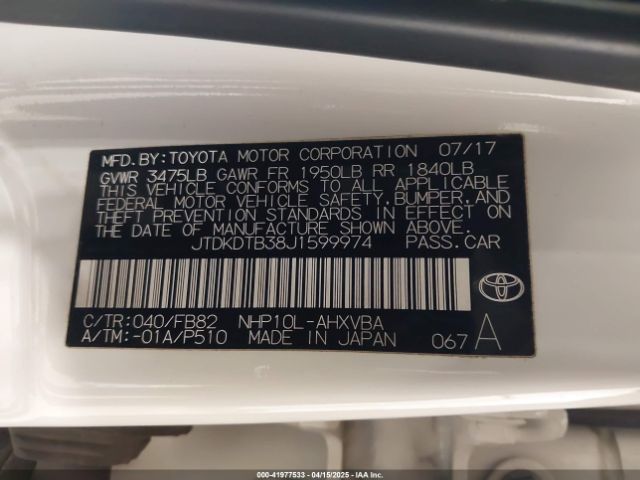 MFD. BY: TOYOTA MOTOR CORPORATION 07/17
GVWR 3475LB GAWR FR 1950LB RR 1840LB
THIS VEHICLE CONFORMS TO ALL APPLICABLE
FEDERAL MOTOR VEHICLE SAFETY, BUMPER, AND
THEFT PREVENTION STANDARDS IN EFFECT ON
THE DATE OF MANUFACTURE SHOWN ABOVE.
JTDKDTB38J1599974 PASS. CAR
C/TR: 040/FB82 NHP10L-AHXVBA
A/TM: -01A/P510 MADE IN JAPAN 067 A
000-41977533 - 04/15/2025 - IAA Inc.